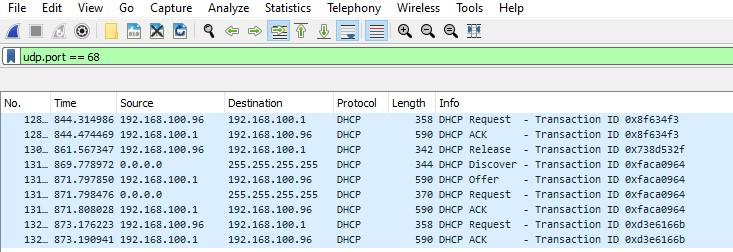 File Edit View Go Capture Analyze Statistics Telephony Wireless Tools Help
udp.port == 68
No. Time Source Destination Protocol Length Info
128… 844.314986 192.168.100.96 192.168.100.1 DHCP 358 DHCP Request - Transaction ID 0x8f634f3
128… 844.474469 192.168.100.1 192.168.100.96 DHCP 590 DHCP ACK - Transaction ID 0x8f634f3
130… 861.567347 192.168.100.96 192.168.100.1 DHCP 342 DHCP Release - Transaction ID 0x738d532f
131… 869.778972 0.0.0.0 255.255.255.255 DHCP 344 DHCP Discover - Transaction ID 0xfaca0964
131… 871.797850 192.168.100.1 192.168.100.96 DHCP 590 DHCP Offer - Transaction ID 0xfaca0964
131… 871.798476 0.0.0.0 255.255.255.255 DHCP 370 DHCP Request - Transaction ID 0xfaca0964
131… 871.808028 192.168.100.1 192.168.100.96 DHCP 590 DHCP ACK - Transaction ID 0xfaca0964
132… 873.176223 192.168.100.96 192.168.100.1 DHCP 358 DHCP Request - Transaction ID 0xd3e6166b
132… 873.190941 192.168.100.1 192.168.100.96 DHCP 590 DHCP ACK - Transaction ID 0xd3e6166b